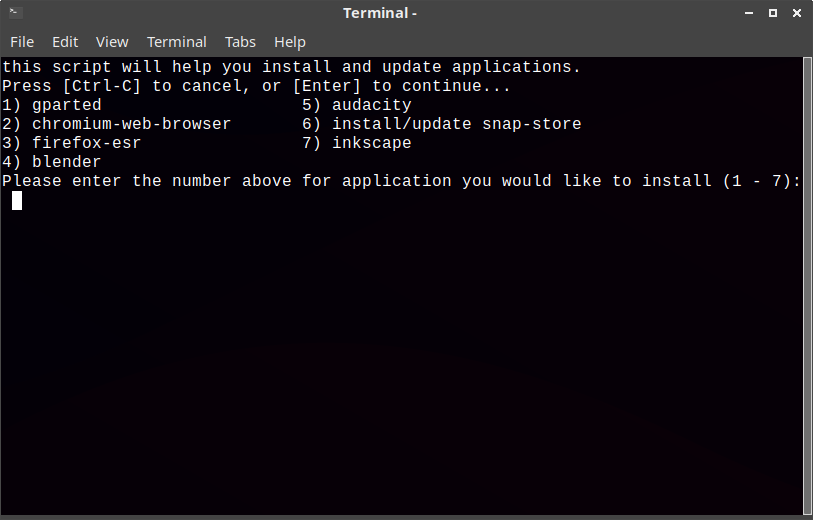 Terminal -
File Edit View Terminal Tabs Help
this script will help you install and update applications.
Press [Ctrl-C] to cancel, or [Enter] to continue...
1) gparted 5) audacity
2) chromium-web-browser 6) install/update snap-store
3) firefox-esr 7) inkscape
4) blender
Please enter the number above for application you would like to install (1 - 7):